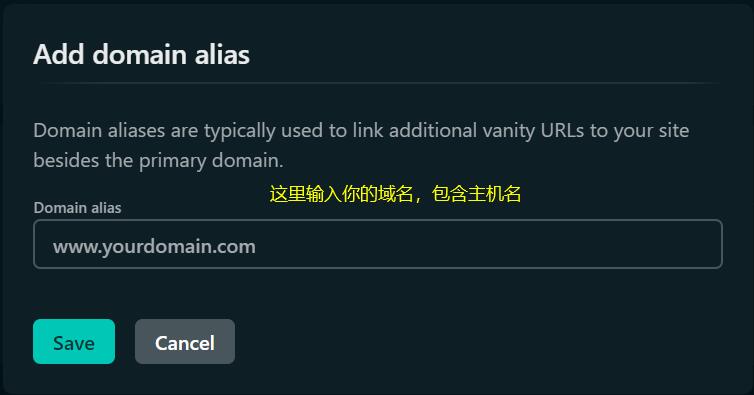 Add domain alias
Domain aliases are typically used to link additional vanity URLs to your site
besides the primary domain.
这里输入你的域名，包含主机名
Domain alias
www.yourdomain.com
Save Cancel